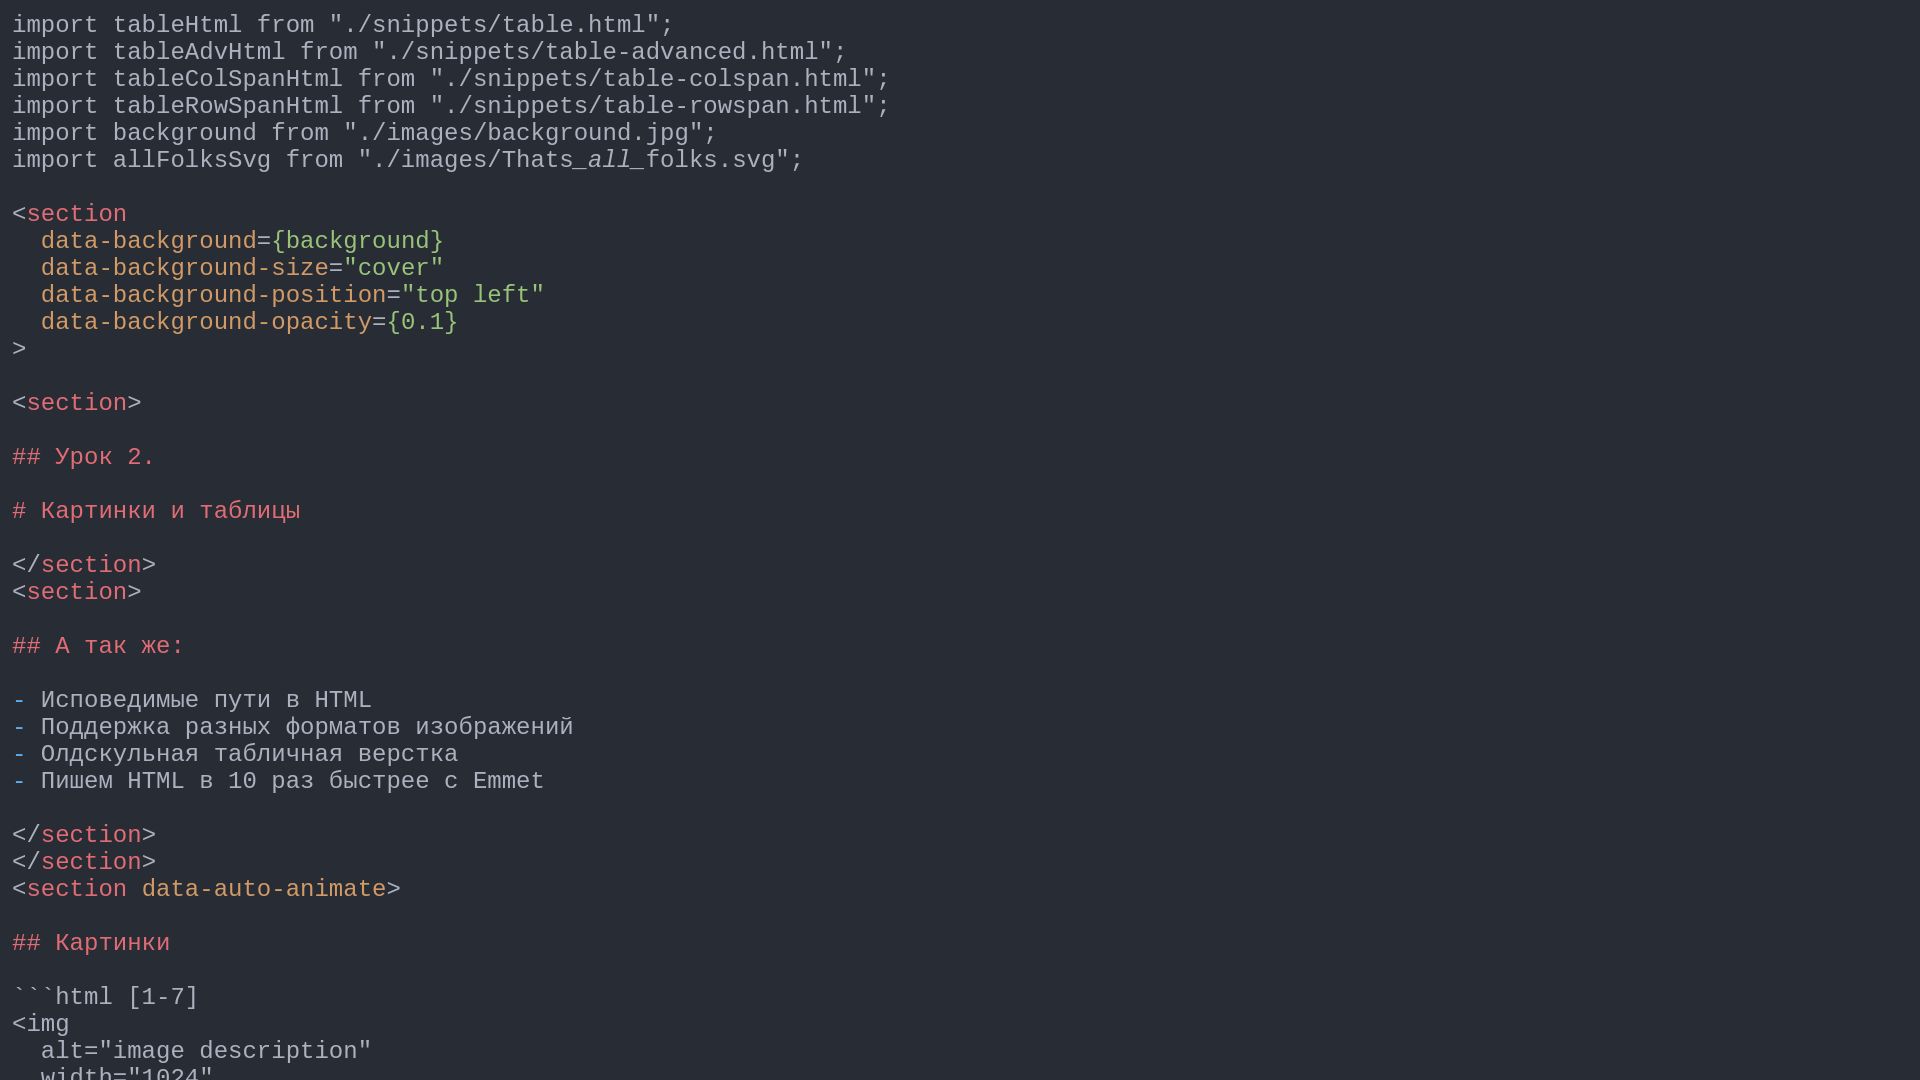 import tableHtml from "./snippets/table.html";
import tableAdvHtml from "./snippets/table-advanced.html";
import tableColSpanHtml from "./snippets/table-colspan.html";
import tableRowSpanHtml from "./snippets/table-rowspan.html";
import background from "./images/background.jpg";
import allFolksSvg from "./images/Thats_all_folks.svg";
<section
  data-background={background}
  data-background-size="cover"
  data-background-position="top left"
  data-background-opacity={0.1}
>
<section>
## Урок 2.
# Картинки и таблицы
</section>
<section>
## А так же:
- Исповедимые пути в HTML
- Поддержка разных форматов изображений
- Олдскульная табличная верстка
- Пишем HTML в 10 раз быстрее с Emmet
</section>
</section>
<section data-auto-animate>
## Картинки
```html [1-7]
<img
  alt="image description"
  width="1024"